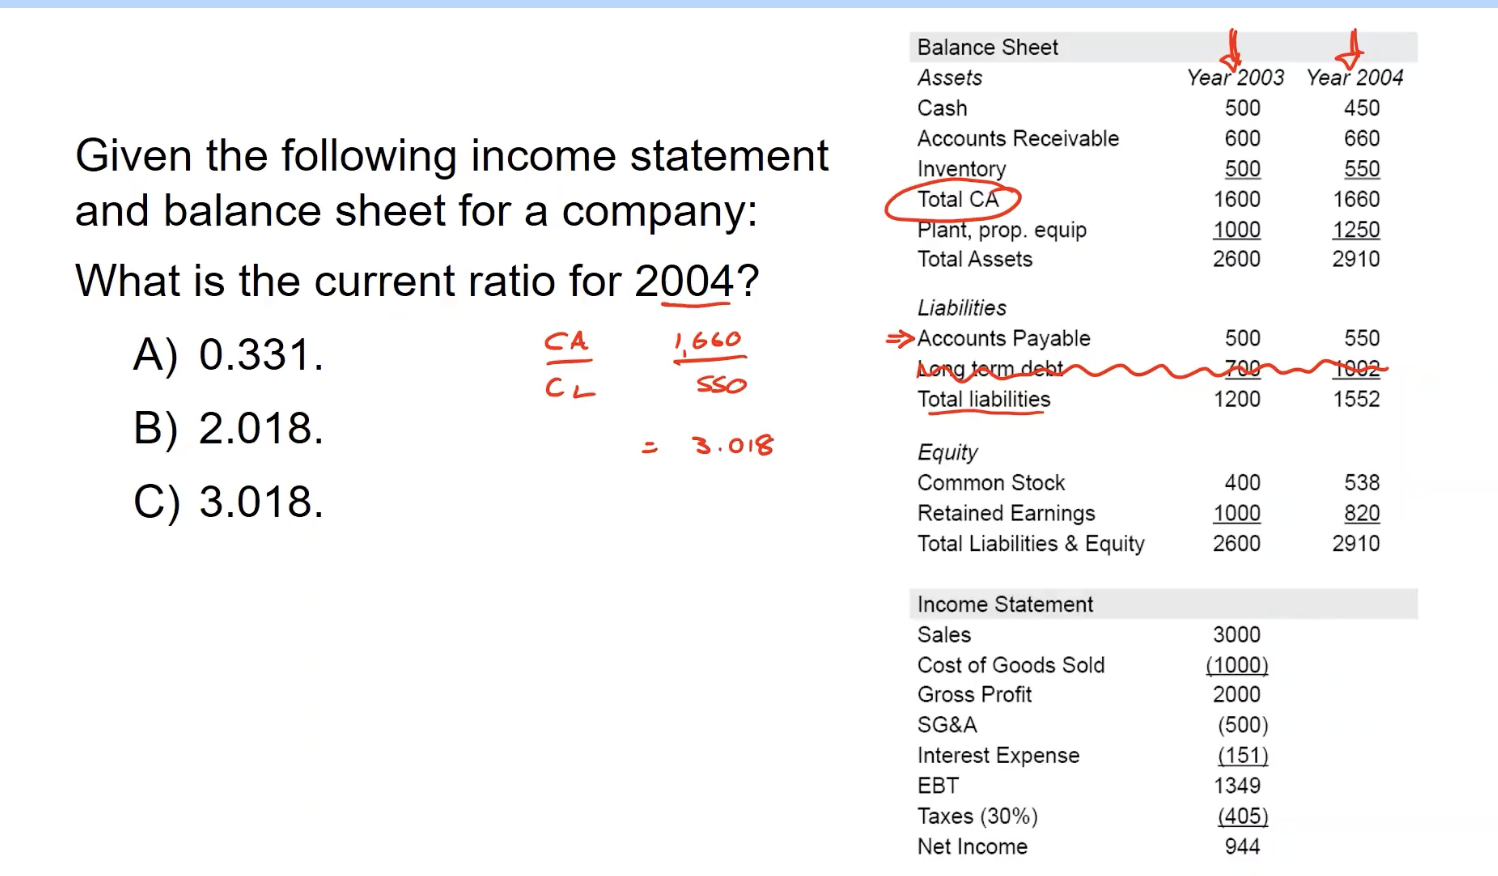 Given the following income statement
and balance sheet for a company:
What is the current ratio for 2004?
A) 0.331.
B) 2.018.
C) 3.018.
CA 1,660
CL 550
= 3.018
Balance Sheet
Assets Year 2003 Year 2004
Cash 500 450
Accounts Receivable 600 660
Inventory 500 550
Total CA 1600 1660
Plant, prop. equip 1000 1250
Total Assets 2600 2910
Liabilities
Accounts Payable 500 550
Long term debt 700 1002
Total liabilities 1200 1552
Equity
Common Stock 400 538
Retained Earnings 1000 820
Total Liabilities & Equity 2600 2910
Income Statement
Sales 3000
Cost of Goods Sold (1000)
Gross Profit 2000
SG&A (500)
Interest Expense (151)
EBT 1349
Taxes (30%) (405)
Net Income 944